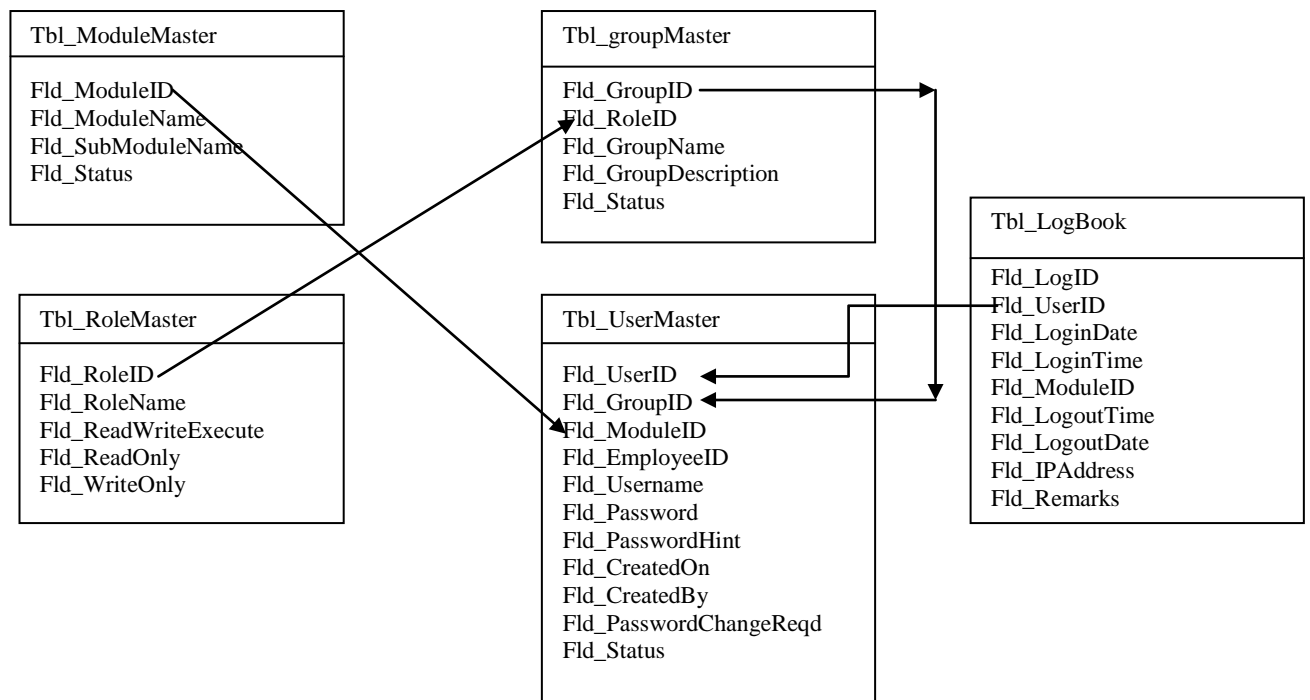 Tbl_ModuleMaster
Fld_ModuleID
Fld_ModuleName
Fld_SubModuleName
Fld_Status
Tbl_groupMaster
Fld_GroupID
Fld_RoleID
Fld_GroupName
Fld_GroupDescription
Fld_Status
Tbl_RoleMaster
Fld_RoleID
Fld_RoleName
Fld_ReadWriteExecute
Fld_ReadOnly
Fld_WriteOnly
Tbl_UserMaster
Fld_UserID
Fld_GroupID
Fld_ModuleID
Fld_EmployeeID
Fld_Username
Fld_Password
Fld_PasswordHint
Fld_CreatedOn
Fld_CreatedBy
Fld_PasswordChangeReqd
Fld_Status
Tbl_LogBook
Fld_LogID
Fld_UserID
Fld_LoginDate
Fld_LoginTime
Fld_ModuleID
Fld_LogoutTime
Fld_LogoutDate
Fld_IPAddress
Fld_Remarks